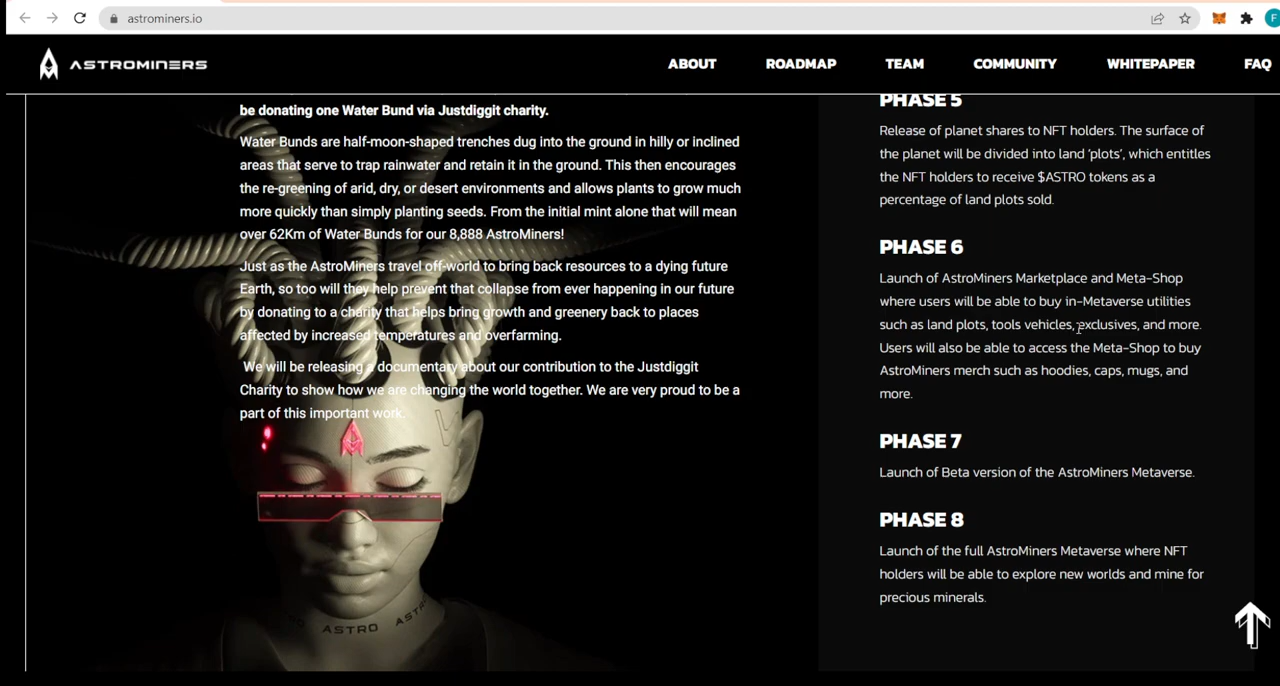 astrominers.io
F
ASTROMINERS
ABOUT
ROADMAP
TEAM
COMMUNITY
WHITEPAPER
FAQ
be donating one Water Bund via Justdiggit charity.
Water Bunds are half-moon-shaped trenches dug into the ground in hilly or inclined
areas that serve to trap rainwater and retain it in the ground. This then encourages
the re-greening of arid, dry, or desert environments and allows plants to grow much
more quickly than simply planting seeds. From the initial mint alone that will mean
over 62Km of Water Bunds for our 8,888 AstroMiners!
Just as the AstroMiners travel off-world to bring back resources to a dying future
Earth, so too will they help prevent that collapse from ever happening in our future
by donating to a charity that helps bring growth and greenery back to places
affected by increased temperatures and overfarming.
We will be releasing a documentary about our contribution to the Justdiggit
Charity to show how we are changing the world together. We are very proud to be a
part of this important work.
ASTRO ASTR
PHASE 5
Release of planet shares to NFT holders. The surface of
the planet will be divided into land 'plots', which entitles
the NFT holders to receive $ASTRO tokens as a
percentage of land plots sold.
PHASE 6
Launch of AstroMiners Marketplace and Meta-Shop
where users will be able to buy in-Metaverse utilities
such as land plots, tools vehicles, exclusives, and more.
Users will also be able to access the Meta-Shop to buy
AstroMiners merch such as hoodies, caps, mugs, and
more.
PHASE 7
Launch of Beta version of the AstroMiners Metaverse.
PHASE 8
Launch of the full AstroMiners Metaverse where NFT
holders will be able to explore new worlds and mine for
precious minerals.